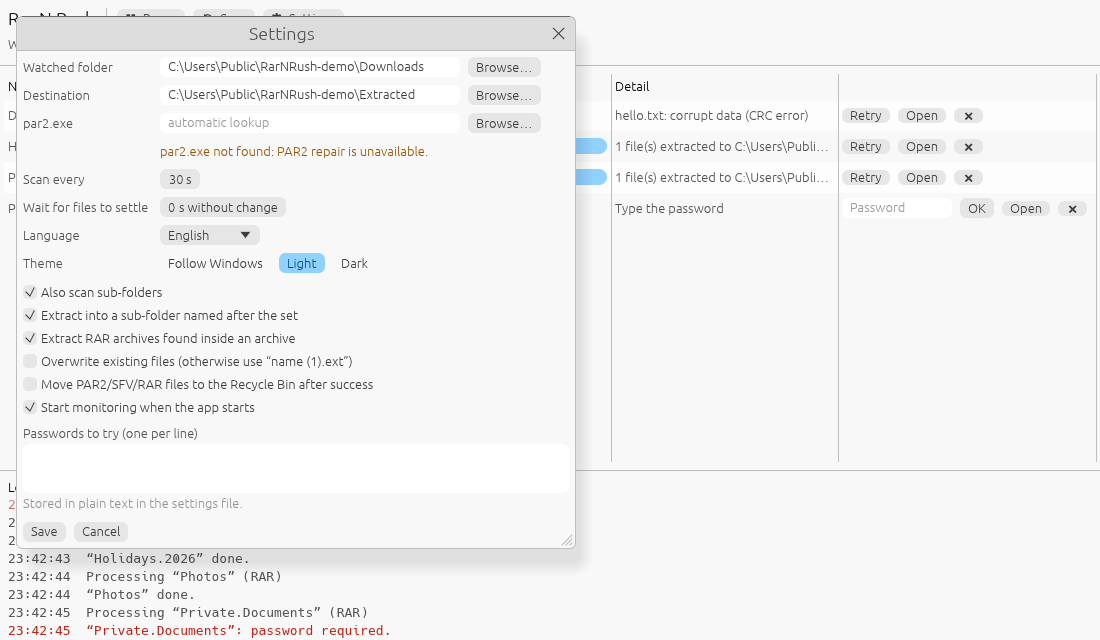 Settings
Watched folder C:\Users\Public\RarNRush-demo\Downloads Browse…
Destination C:\Users\Public\RarNRush-demo\Extracted Browse…
par2.exe automatic lookup Browse…
par2.exe not found: PAR2 repair is unavailable.
Scan every 30 s
Wait for files to settle 0 s without change
Language English
Theme Follow Windows Light Dark
Also scan sub-folders
Extract into a sub-folder named after the set
Extract RAR archives found inside an archive
Overwrite existing files (otherwise use “name (1).ext”)
Move PAR2/SFV/RAR files to the Recycle Bin after success
Start monitoring when the app starts
Passwords to try (one per line)
Stored in plain text in the settings file.
Save Cancel
Detail
hello.txt: corrupt data (CRC error) Retry Open ×
1 file(s) extracted to C:\Users\Publi… Retry Open ×
1 file(s) extracted to C:\Users\Publi… Retry Open ×
Type the password Password OK Open ×
23:42:43 “Holidays.2026” done.
23:42:44 Processing “Photos” (RAR)
23:42:44 “Photos” done.
23:42:45 Processing “Private.Documents” (RAR)
23:42:45 “Private.Documents”: password required.